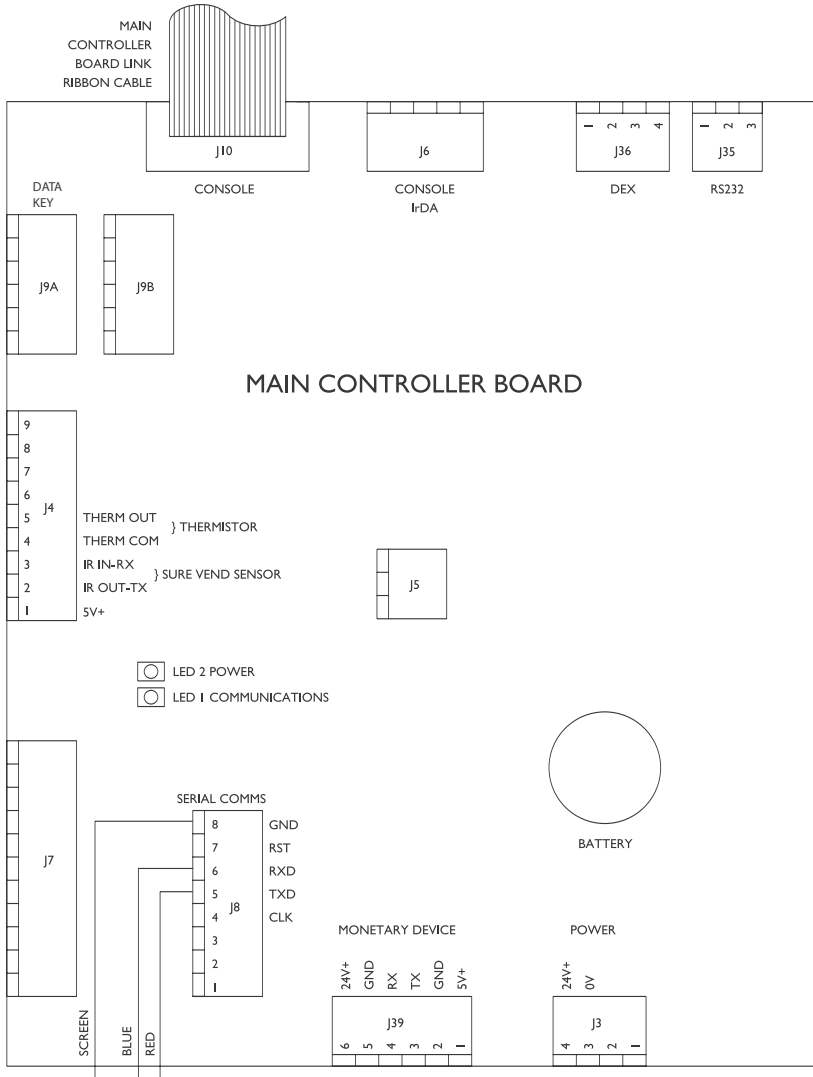 MAIN
CONTROLLER
BOARD LINK
RIBBON CABLE
J10
CONSOLE
J6
CONSOLE
IrDA
1 2 3 4
J36
DEX
1 2 3
J35
RS232
DATA
KEY
J9A
J9B
MAIN CONTROLLER BOARD
J4
9
8
7
6
5 THERM OUT
4 THERM COM
} THERMISTOR
3 IR IN-RX
2 IR OUT-TX
} SURE VEND SENSOR
1 5V+
J5
LED 2 POWER
LED 1 COMMUNICATIONS
BATTERY
J7
SERIAL COMMS
J8
8 GND
7 RST
6 RXD
5 TXD
4 CLK
3
2
1
SCREEN
BLUE
RED
MONETARY DEVICE
24V+ GND RX TX GND 5V+
J39
6 5 4 3 2 1
POWER
24V+ 0V
J3
4 3 2 1